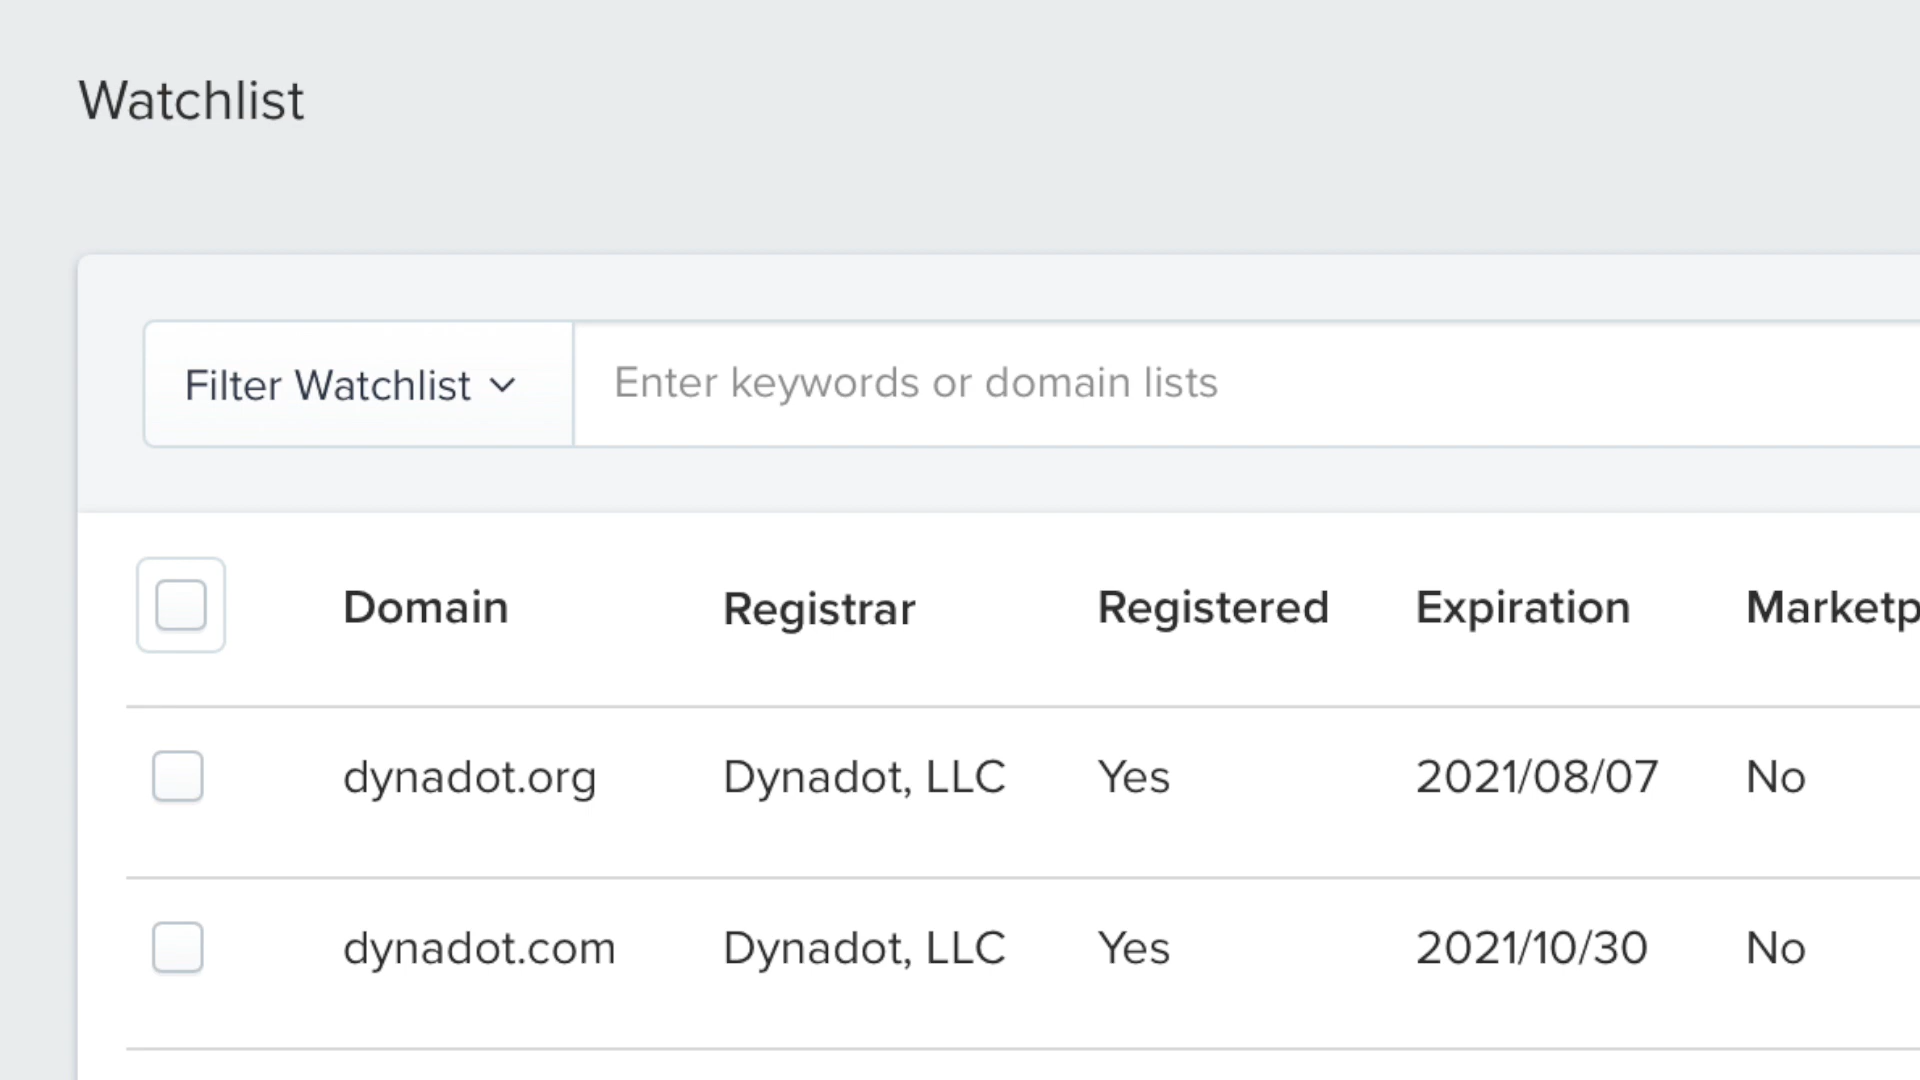 Watchlist
Filter Watchlist Enter keywords or domain lists
Domain Registrar Registered Expiration Marketp
dynadot.org Dynadot, LLC Yes 2021/08/07 No
dynadot.com Dynadot, LLC Yes 2021/10/30 No